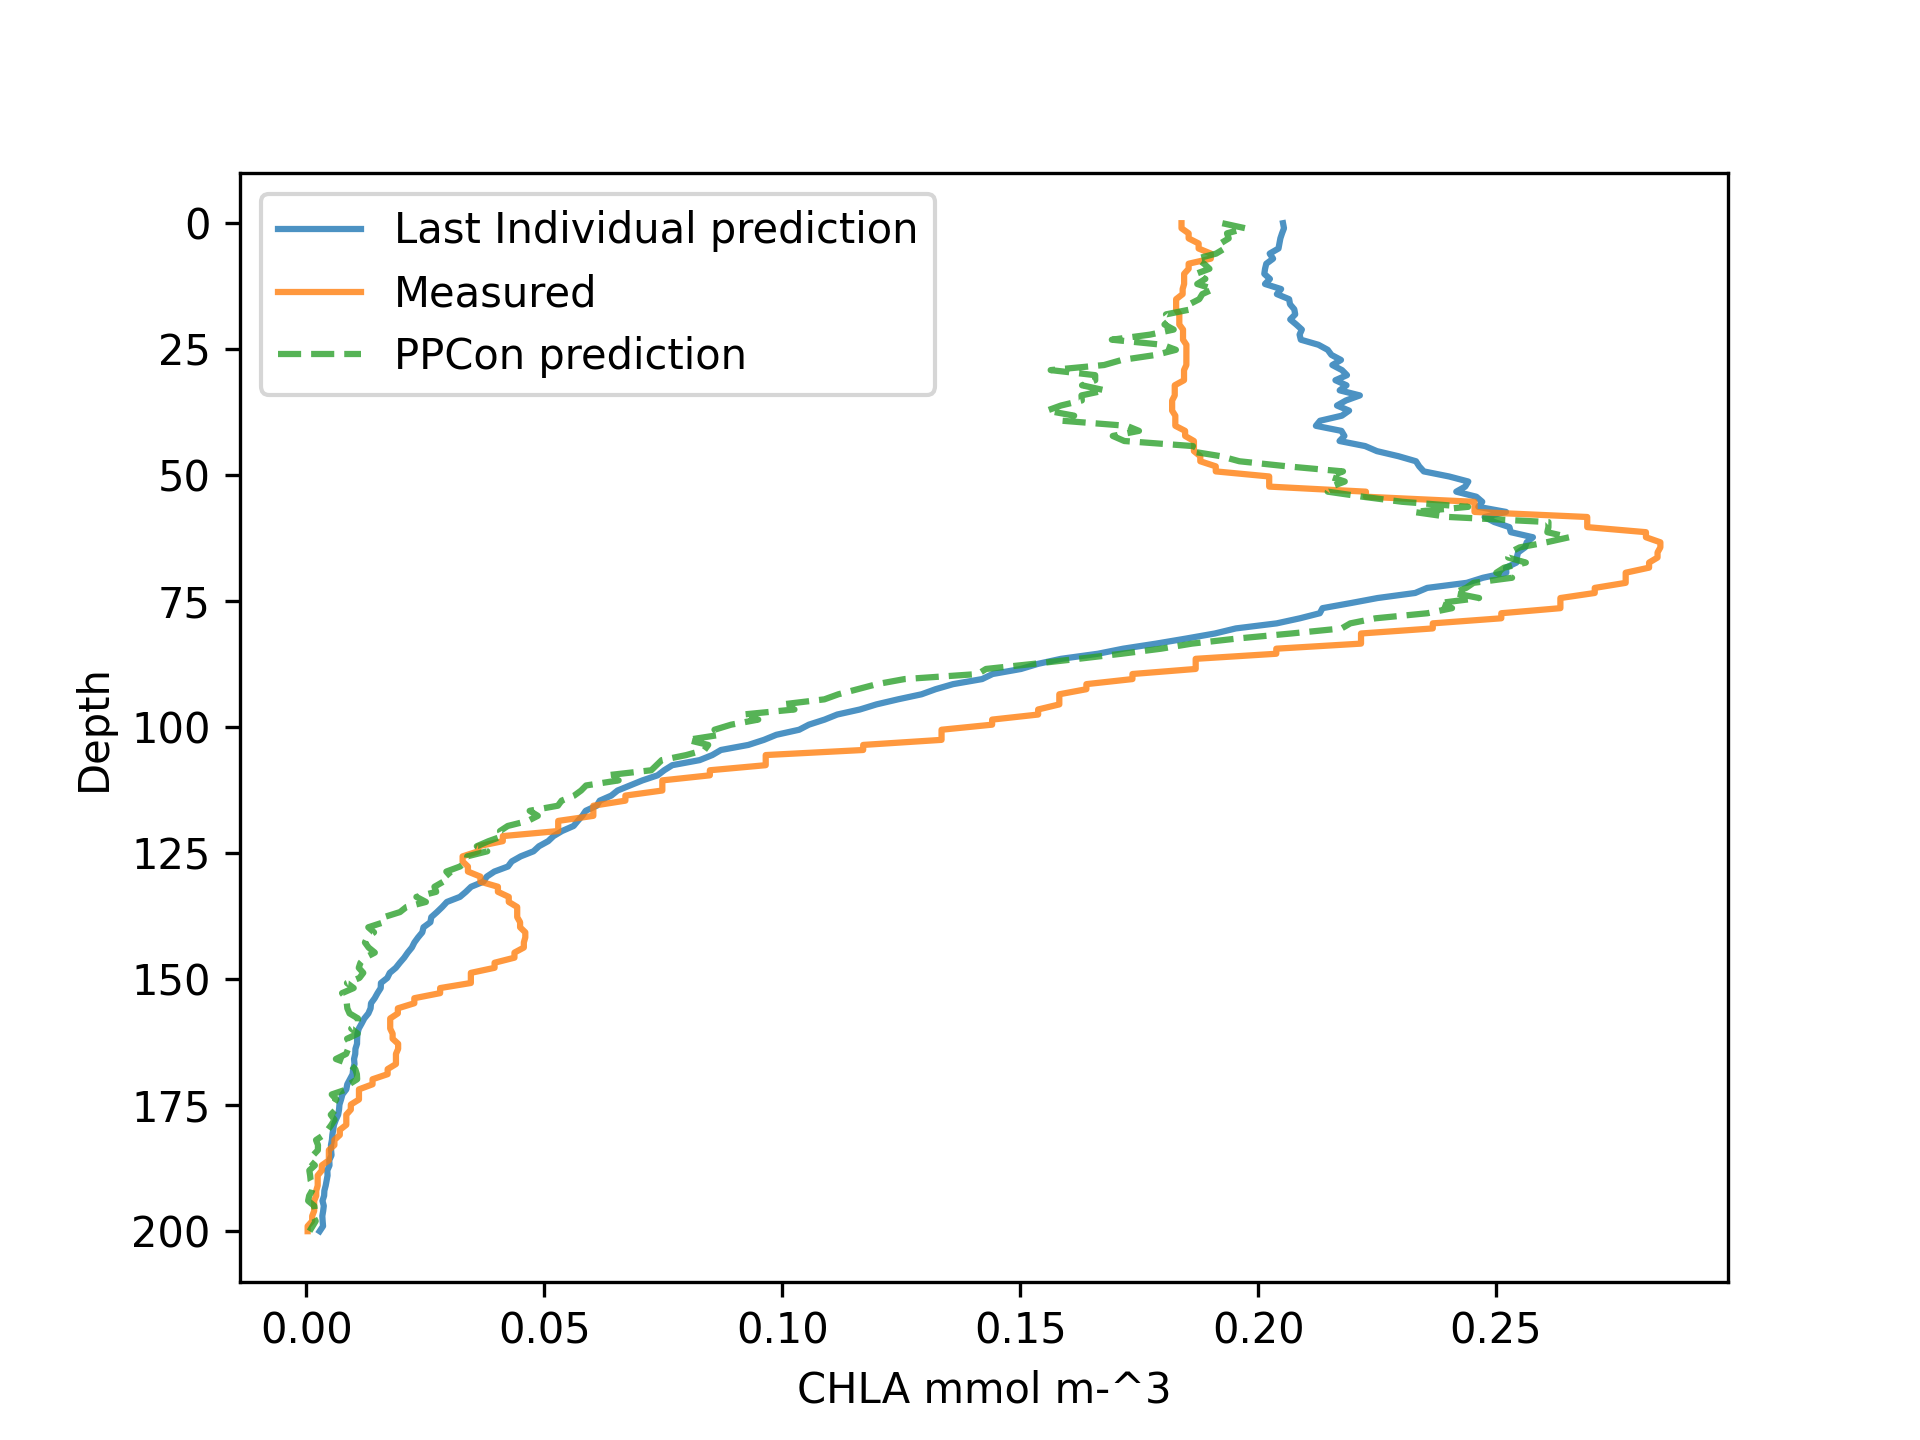 Last Individual prediction
Measured
PPCon prediction
0
25
50
75
100
125
150
175
200
Depth
0.00 0.05 0.10 0.15 0.20 0.25
CHLA mmol m-^3